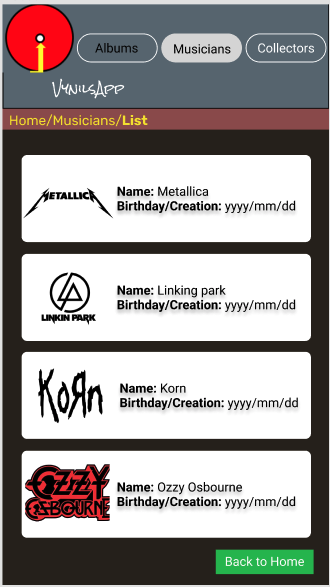 Albums
Musicians
Collectors
VynilsApp
Home/Musicians/List
METALLICA
Name: Metallica
Birthday/Creation: yyyy/mm/dd
LINKIN PARK
Name: Linking park
Birthday/Creation: yyyy/mm/dd
KoЯn
Name: Korn
Birthday/Creation: yyyy/mm/dd
OZZY
OSBOURNE
Name: Ozzy Osbourne
Birthday/Creation: yyyy/mm/dd
Back to Home